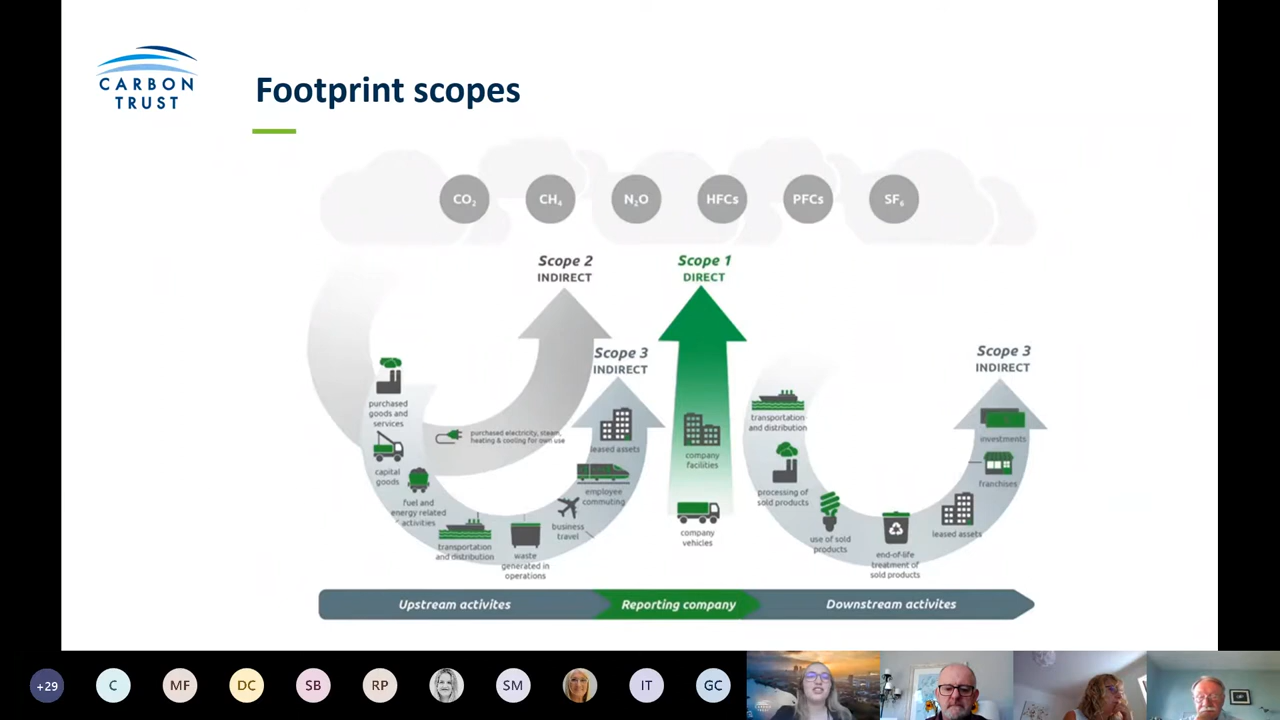 CARBON
TRUST
Footprint scopes
CO₂
CH₄
N₂O
HFCs
PFCs
SF₆
Scope 2
INDIRECT
Scope 1
DIRECT
Scope 3
INDIRECT
Scope 3
INDIRECT
purchased
goods and
services
capital
goods
fuel and
energy related
activities
transportation
and distribution
waste
generated in
operations
business
travel
employee
commuting
leased assets
purchased electricity, steam,
heating & cooling for own use
company
facilities
company
vehicles
transportation
and distribution
processing of
sold products
use of sold
products
end-of-life
treatment of
sold products
leased assets
franchises
investments
Upstream activites
Reporting company
Downstream activites
+29
C
MF
DC
SB
RP
SM
IT
GC
TRUST